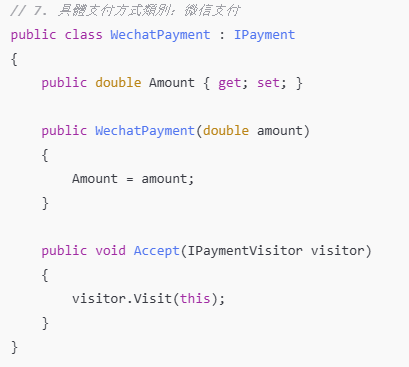 // 7. 具體支付方式類別：微信支付
public class WechatPayment : IPayment
{
    public double Amount { get; set; }

    public WechatPayment(double amount)
    {
        Amount = amount;
    }

    public void Accept(IPaymentVisitor visitor)
    {
        visitor.Visit(this);
    }
}